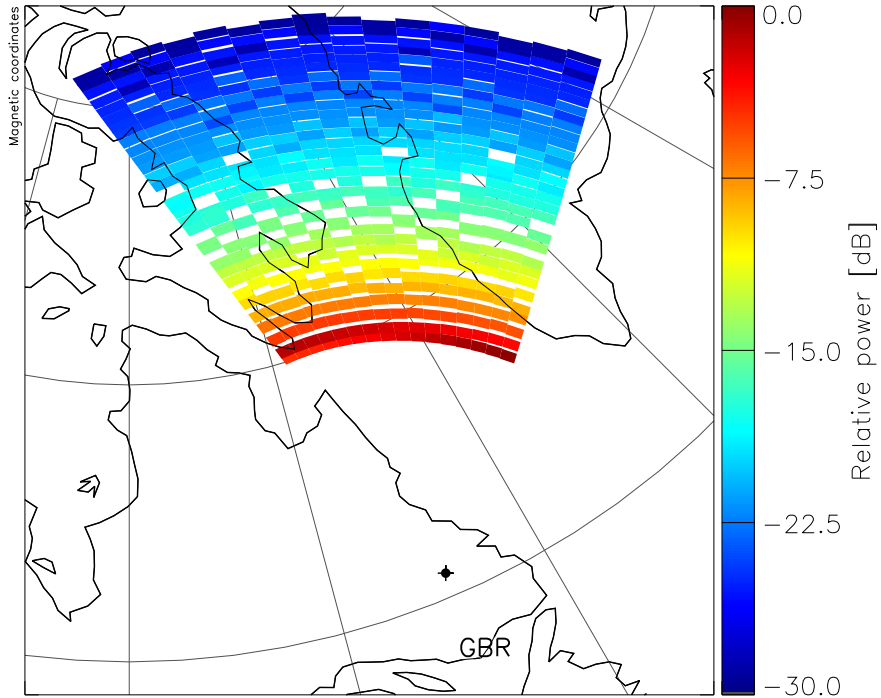 Magnetic coordinates
0.0
-7.5
-15.0
-22.5
-30.0
Relative power [dB]
GBR